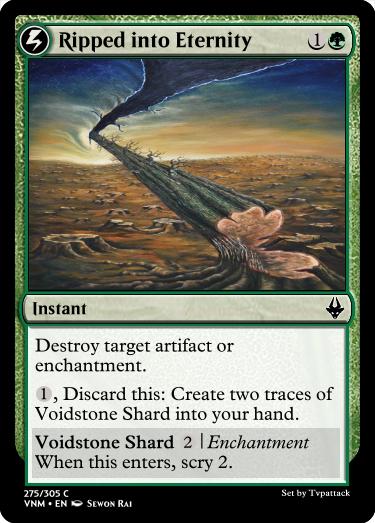 Ripped into Eternity 1
Instant
Destroy target artifact or
enchantment.
1, Discard this: Create two traces of
Voidstone Shard into your hand.
Voidstone Shard 2 | Enchantment
When this enters, scry 2.
275/305 C
VNM • EN Sewon Rai
Set by Tvpattack